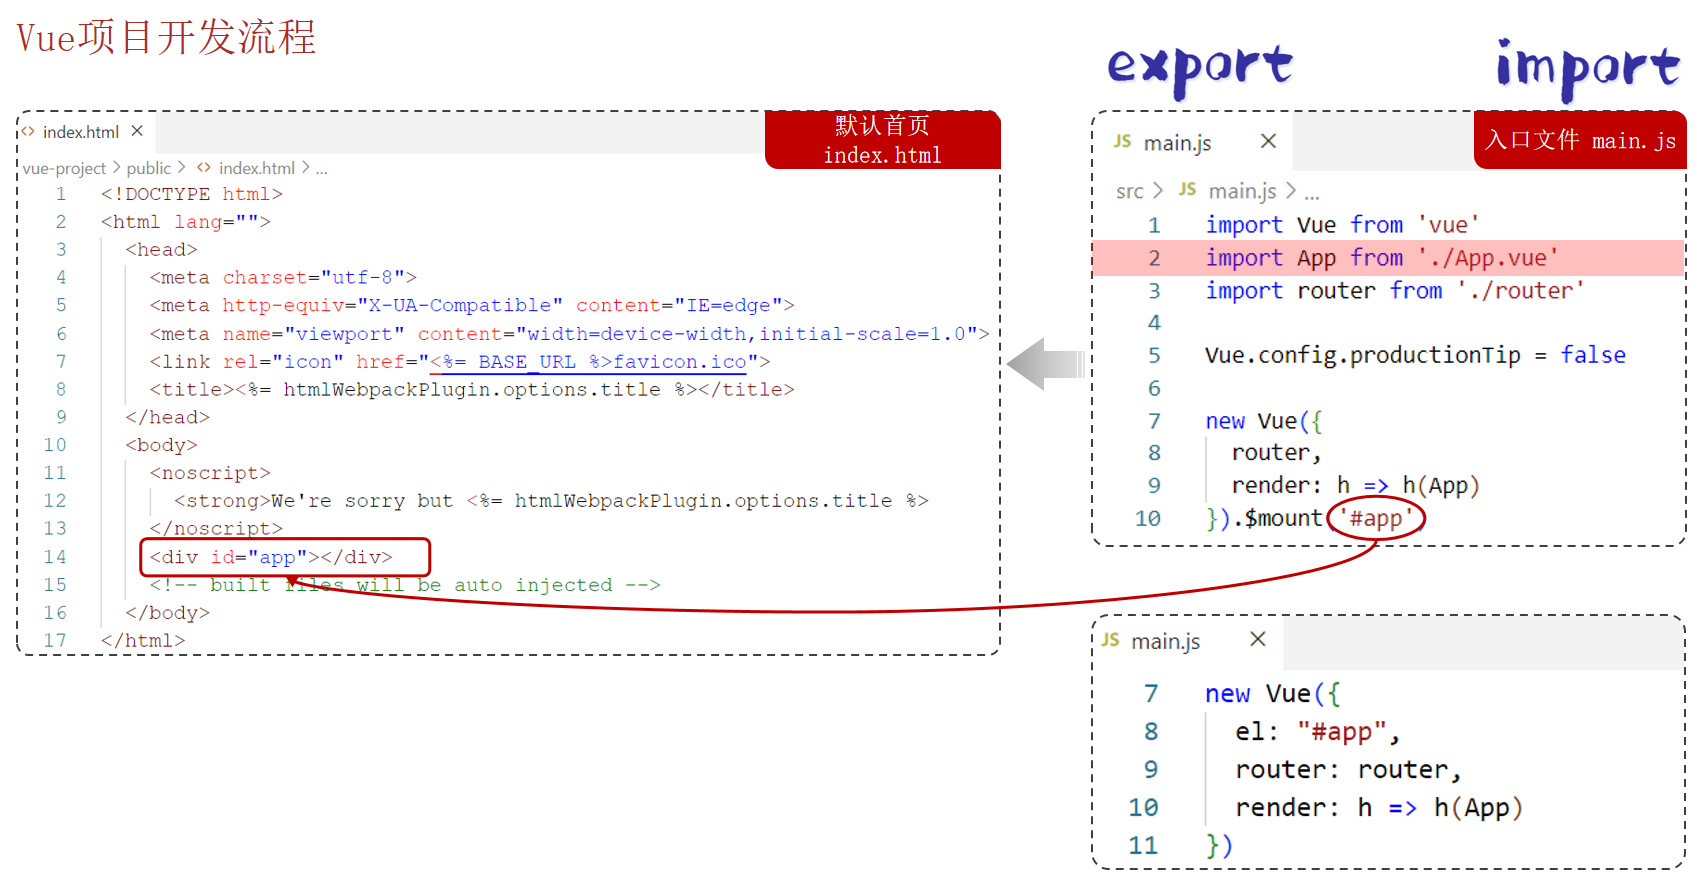 Vue项目开发流程
export
import
index.html ×
默认首页
index.html
vue-project > public > <> index.html > ...
1 <!DOCTYPE html>
2 <html lang="">
3 <head>
4 <meta charset="utf-8">
5 <meta http-equiv="X-UA-Compatible" content="IE=edge">
6 <meta name="viewport" content="width=device-width,initial-scale=1.0">
7 <link rel="icon" href="<%= BASE_URL %>favicon.ico">
8 <title><%= htmlWebpackPlugin.options.title %></title>
9 </head>
10 <body>
11 <noscript>
12 <strong>We're sorry but <%= htmlWebpackPlugin.options.title %>
13 </noscript>
14 <div id="app"></div>
15 <!-- built files will be auto injected -->
16 </body>
17 </html>
JS main.js ×
入口文件 main.js
src > JS main.js > ...
1 import Vue from 'vue'
2 import App from './App.vue'
3 import router from './router'
4
5 Vue.config.productionTip = false
6
7 new Vue({
8 router,
9 render: h => h(App)
10 }).$mount('#app')
JS main.js ×
7 new Vue({
8 el: "#app",
9 router: router,
10 render: h => h(App)
11 })